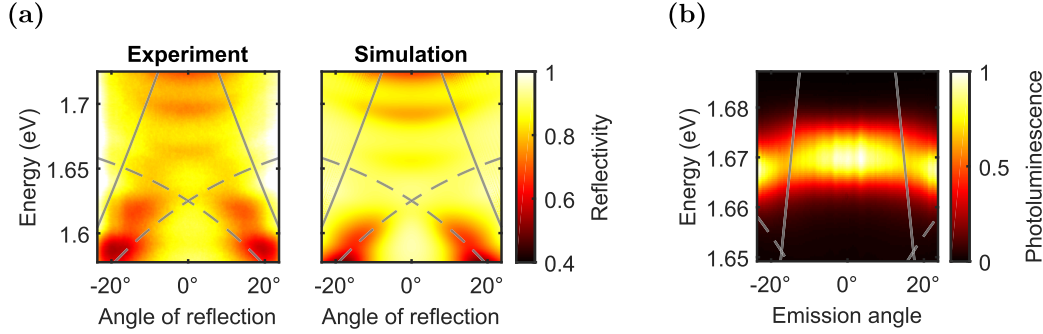 (a)
Experiment
Simulation
Energy (eV)
1.7
1.65
1.6
-20°
0°
20°
Angle of reflection
-20°
0°
20°
Angle of reflection
1
0.8
0.6
0.4
Reflectivity
(b)
Energy (eV)
1.68
1.67
1.66
1.65
-20°
0°
20°
Emission angle
1
0.5
0
Photoluminescence